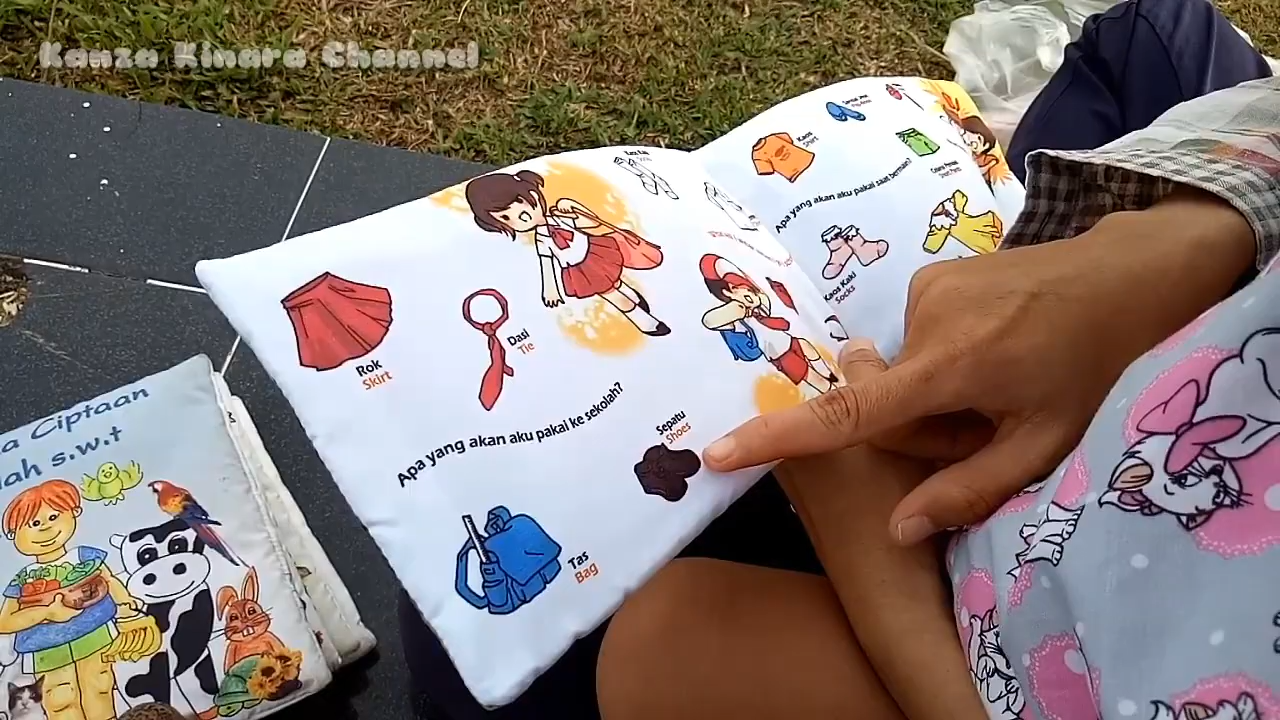 Kanza Kinara Channel
Rok
Skirt
Dasi
Tie
Apa yang akan aku pakai ke sekolah?
Sepatu
Shoes
Tas
Bag
Kaos
Shirt
Apa yang akan aku pakai saat bermain?
Kaos Kaki
Socks
a Ciptaan
lah s.w.t